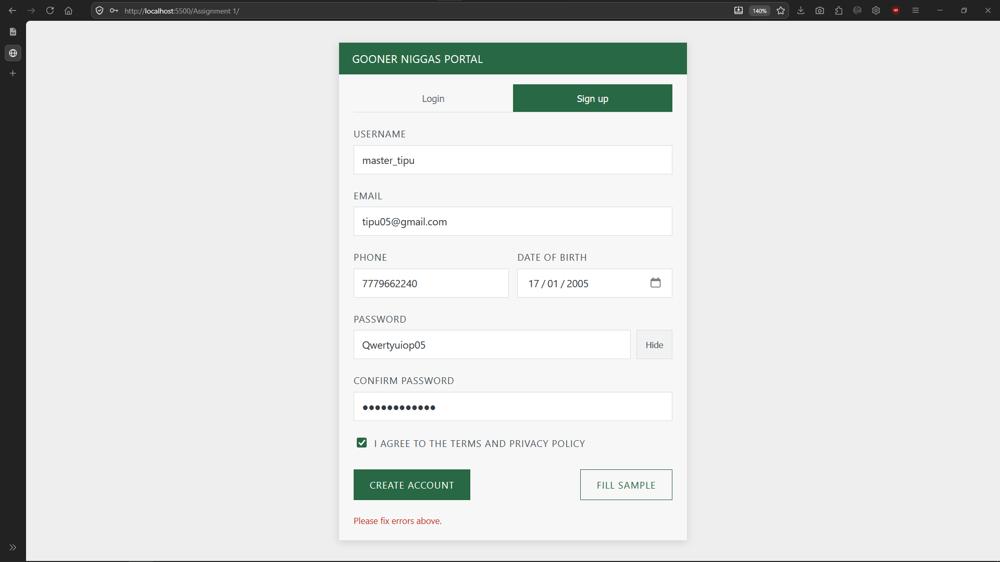 http://localhost:5500/Assignment 1/
140%
GOONER NIGGAS PORTAL
Login
Sign up
USERNAME
master_tipu
EMAIL
tipu05@gmail.com
PHONE
DATE OF BIRTH
7779662240
17 / 01 / 2005
PASSWORD
Qwertyuiop05
Hide
CONFIRM PASSWORD
●●●●●●●●●●●●
I AGREE TO THE TERMS AND PRIVACY POLICY
CREATE ACCOUNT
FILL SAMPLE
Please fix errors above.